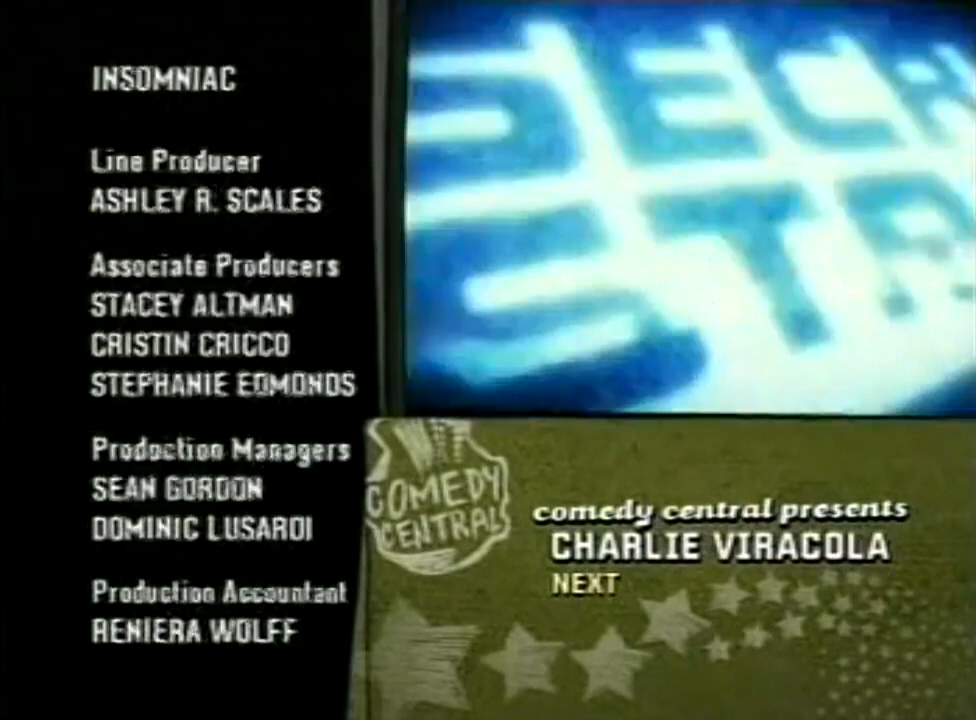 INSOMNIAC
Line Producer
ASHLEY R. SCALES
Associate Producers
STACEY ALTMAN
CRISTIN CRICCO
STEPHANIE EDMONDS
Production Managers
SEAN GORDON
DOMINIC LUSARDI
Production Accountant
RENIERA WOLFF
COMEDY
CENTRAL
comedy central presents
CHARLIE VIRACOLA
NEXT